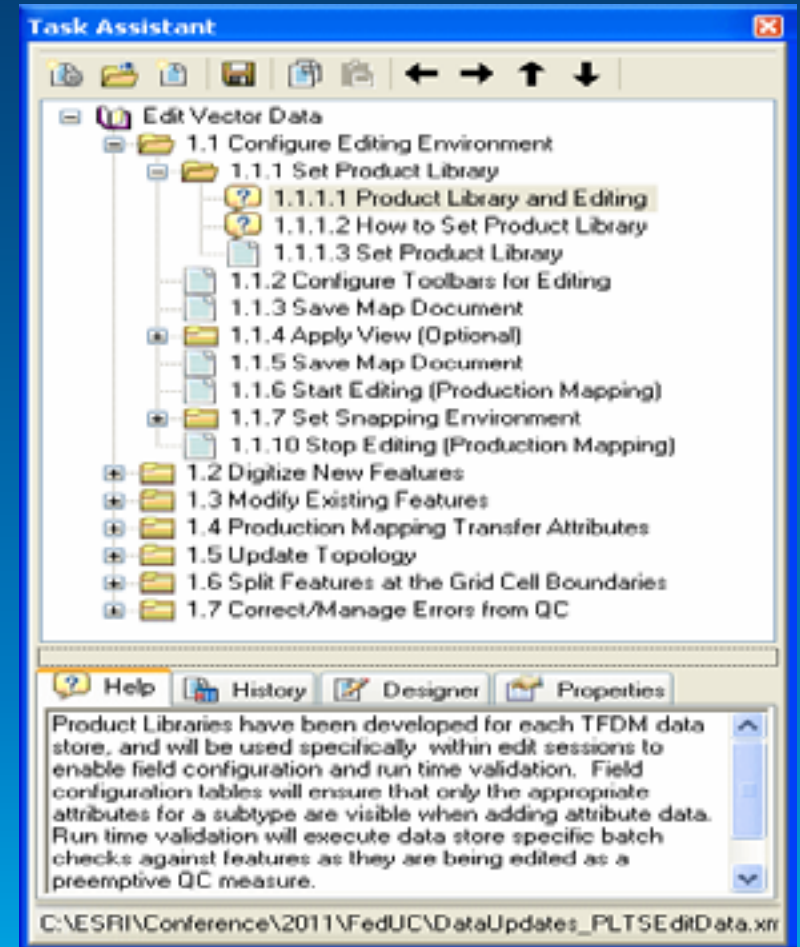 Task Assistant
Edit Vector Data
1.1 Configure Editing Environment
1.1.1 Set Product Library
1.1.1.1 Product Library and Editing
1.1.1.2 How to Set Product Library
1.1.1.3 Set Product Library
1.1.2 Configure Toolbars for Editing
1.1.3 Save Map Document
1.1.4 Apply View (Optional)
1.1.5 Save Map Document
1.1.6 Start Editing (Production Mapping)
1.1.7 Set Snapping Environment
1.1.10 Stop Editing (Production Mapping)
1.2 Digitize New Features
1.3 Modify Existing Features
1.4 Production Mapping Transfer Attributes
1.5 Update Topology
1.6 Split Features at the Grid Cell Boundaries
1.7 Correct/Manage Errors from QC
Help History Designer Properties
Product Libraries have been developed for each TFDM data
store, and will be used specifically within edit sessions to
enable field configuration and run time validation. Field
configuration tables will ensure that only the appropriate
attributes for a subtype are visible when adding attribute data.
Run time validation will execute data store specific batch
checks against features as they are being edited as a
preemptive QC measure.
C:\ESRI\Conference\2011\FedUC\DataUpdates_PLTSEditData.xm